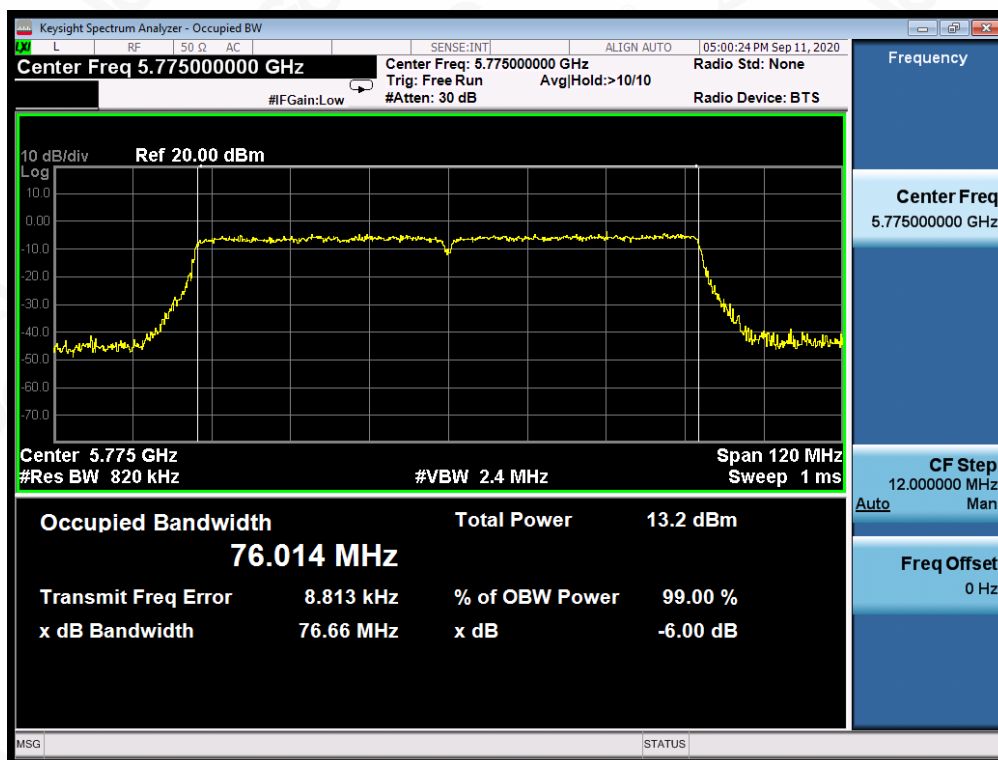 Keysight Spectrum Analyzer - Occupied BW
LXI L RF 50 Ω AC SENSE:INT ALIGN AUTO 05:00:24 PM Sep 11, 2020
Center Freq 5.775000000 GHz
Center Freq: 5.775000000 GHz
Radio Std: None
Trig: Free Run Avg|Hold:>10/10
#IFGain:Low
#Atten: 30 dB
Radio Device: BTS
Frequency
10 dB/div Ref 20.00 dBm
Log
10.0
0.00
-10.0
-20.0
-30.0
-40.0
-50.0
-60.0
-70.0
Center 5.775 GHz Span 120 MHz
#Res BW 820 kHz #VBW 2.4 MHz Sweep 1 ms
Center Freq
5.775000000 GHz
CF Step
12.000000 MHz
Auto Man
Freq Offset
0 Hz
Occupied Bandwidth Total Power 13.2 dBm
76.014 MHz
Transmit Freq Error 8.813 kHz % of OBW Power 99.00 %
x dB Bandwidth 76.66 MHz x dB -6.00 dB
MSG STATUS